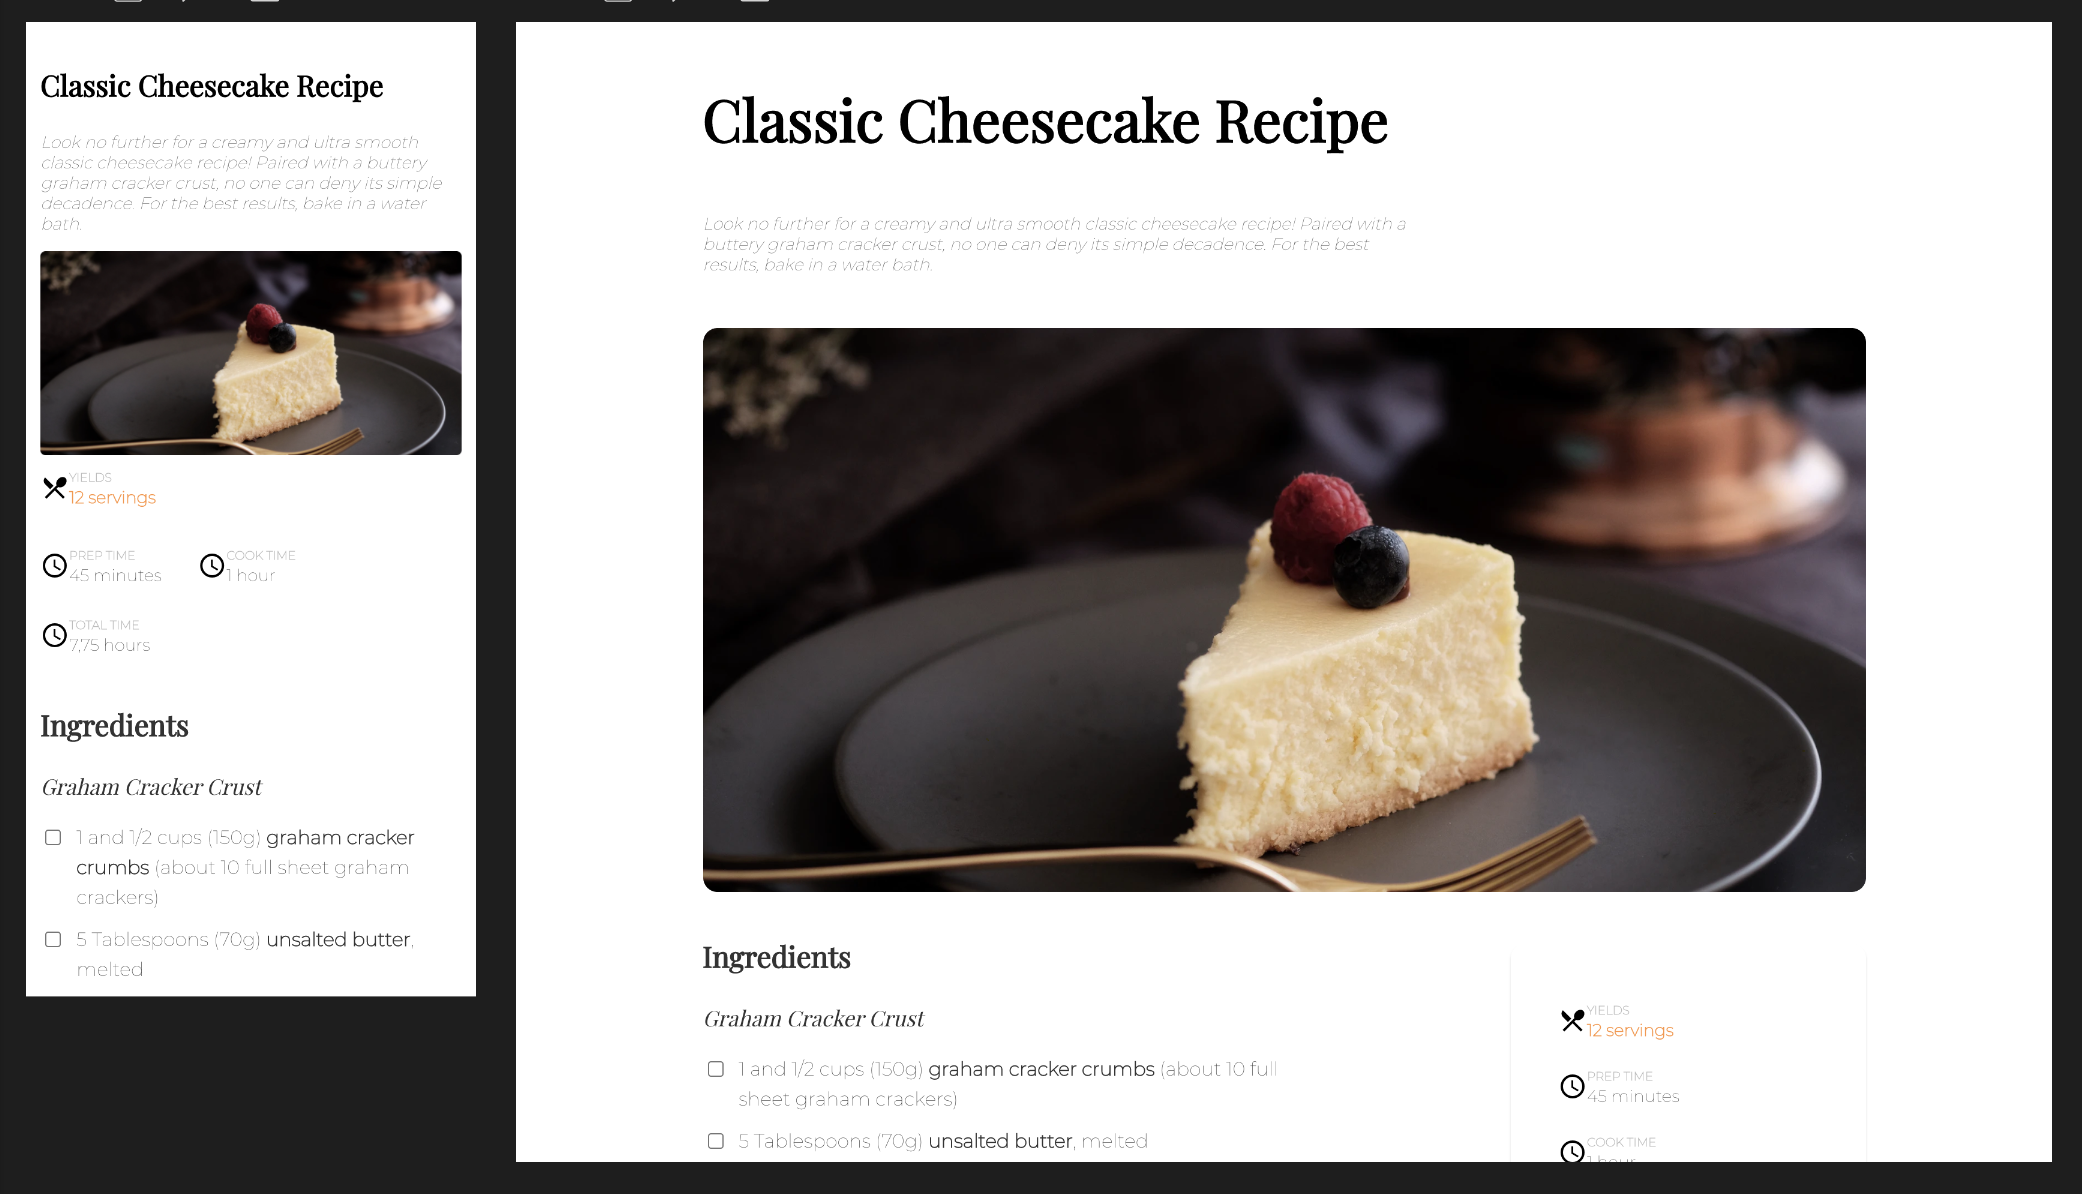 Classic Cheesecake Recipe
Look no further for a creamy and ultra smooth
classic cheesecake recipe! Paired with a buttery
graham cracker crust, no one can deny its simple
decadence. For the best results, bake in a water
bath.
YIELDS
12 servings
PREP TIME
45 minutes
COOK TIME
1 hour
TOTAL TIME
7,75 hours
Ingredients
Graham Cracker Crust
1 and 1/2 cups (150g) graham cracker
crumbs (about 10 full sheet graham
crackers)
5 Tablespoons (70g) unsalted butter,
melted
Classic Cheesecake Recipe
Look no further for a creamy and ultra smooth classic cheesecake recipe! Paired with a
buttery graham cracker crust, no one can deny its simple decadence. For the best
results, bake in a water bath.
Ingredients
Graham Cracker Crust
1 and 1/2 cups (150g) graham cracker crumbs (about 10 full
sheet graham crackers)
5 Tablespoons (70g) unsalted butter, melted
YIELDS
12 servings
PREP TIME
45 minutes
COOK TIME
1 hour